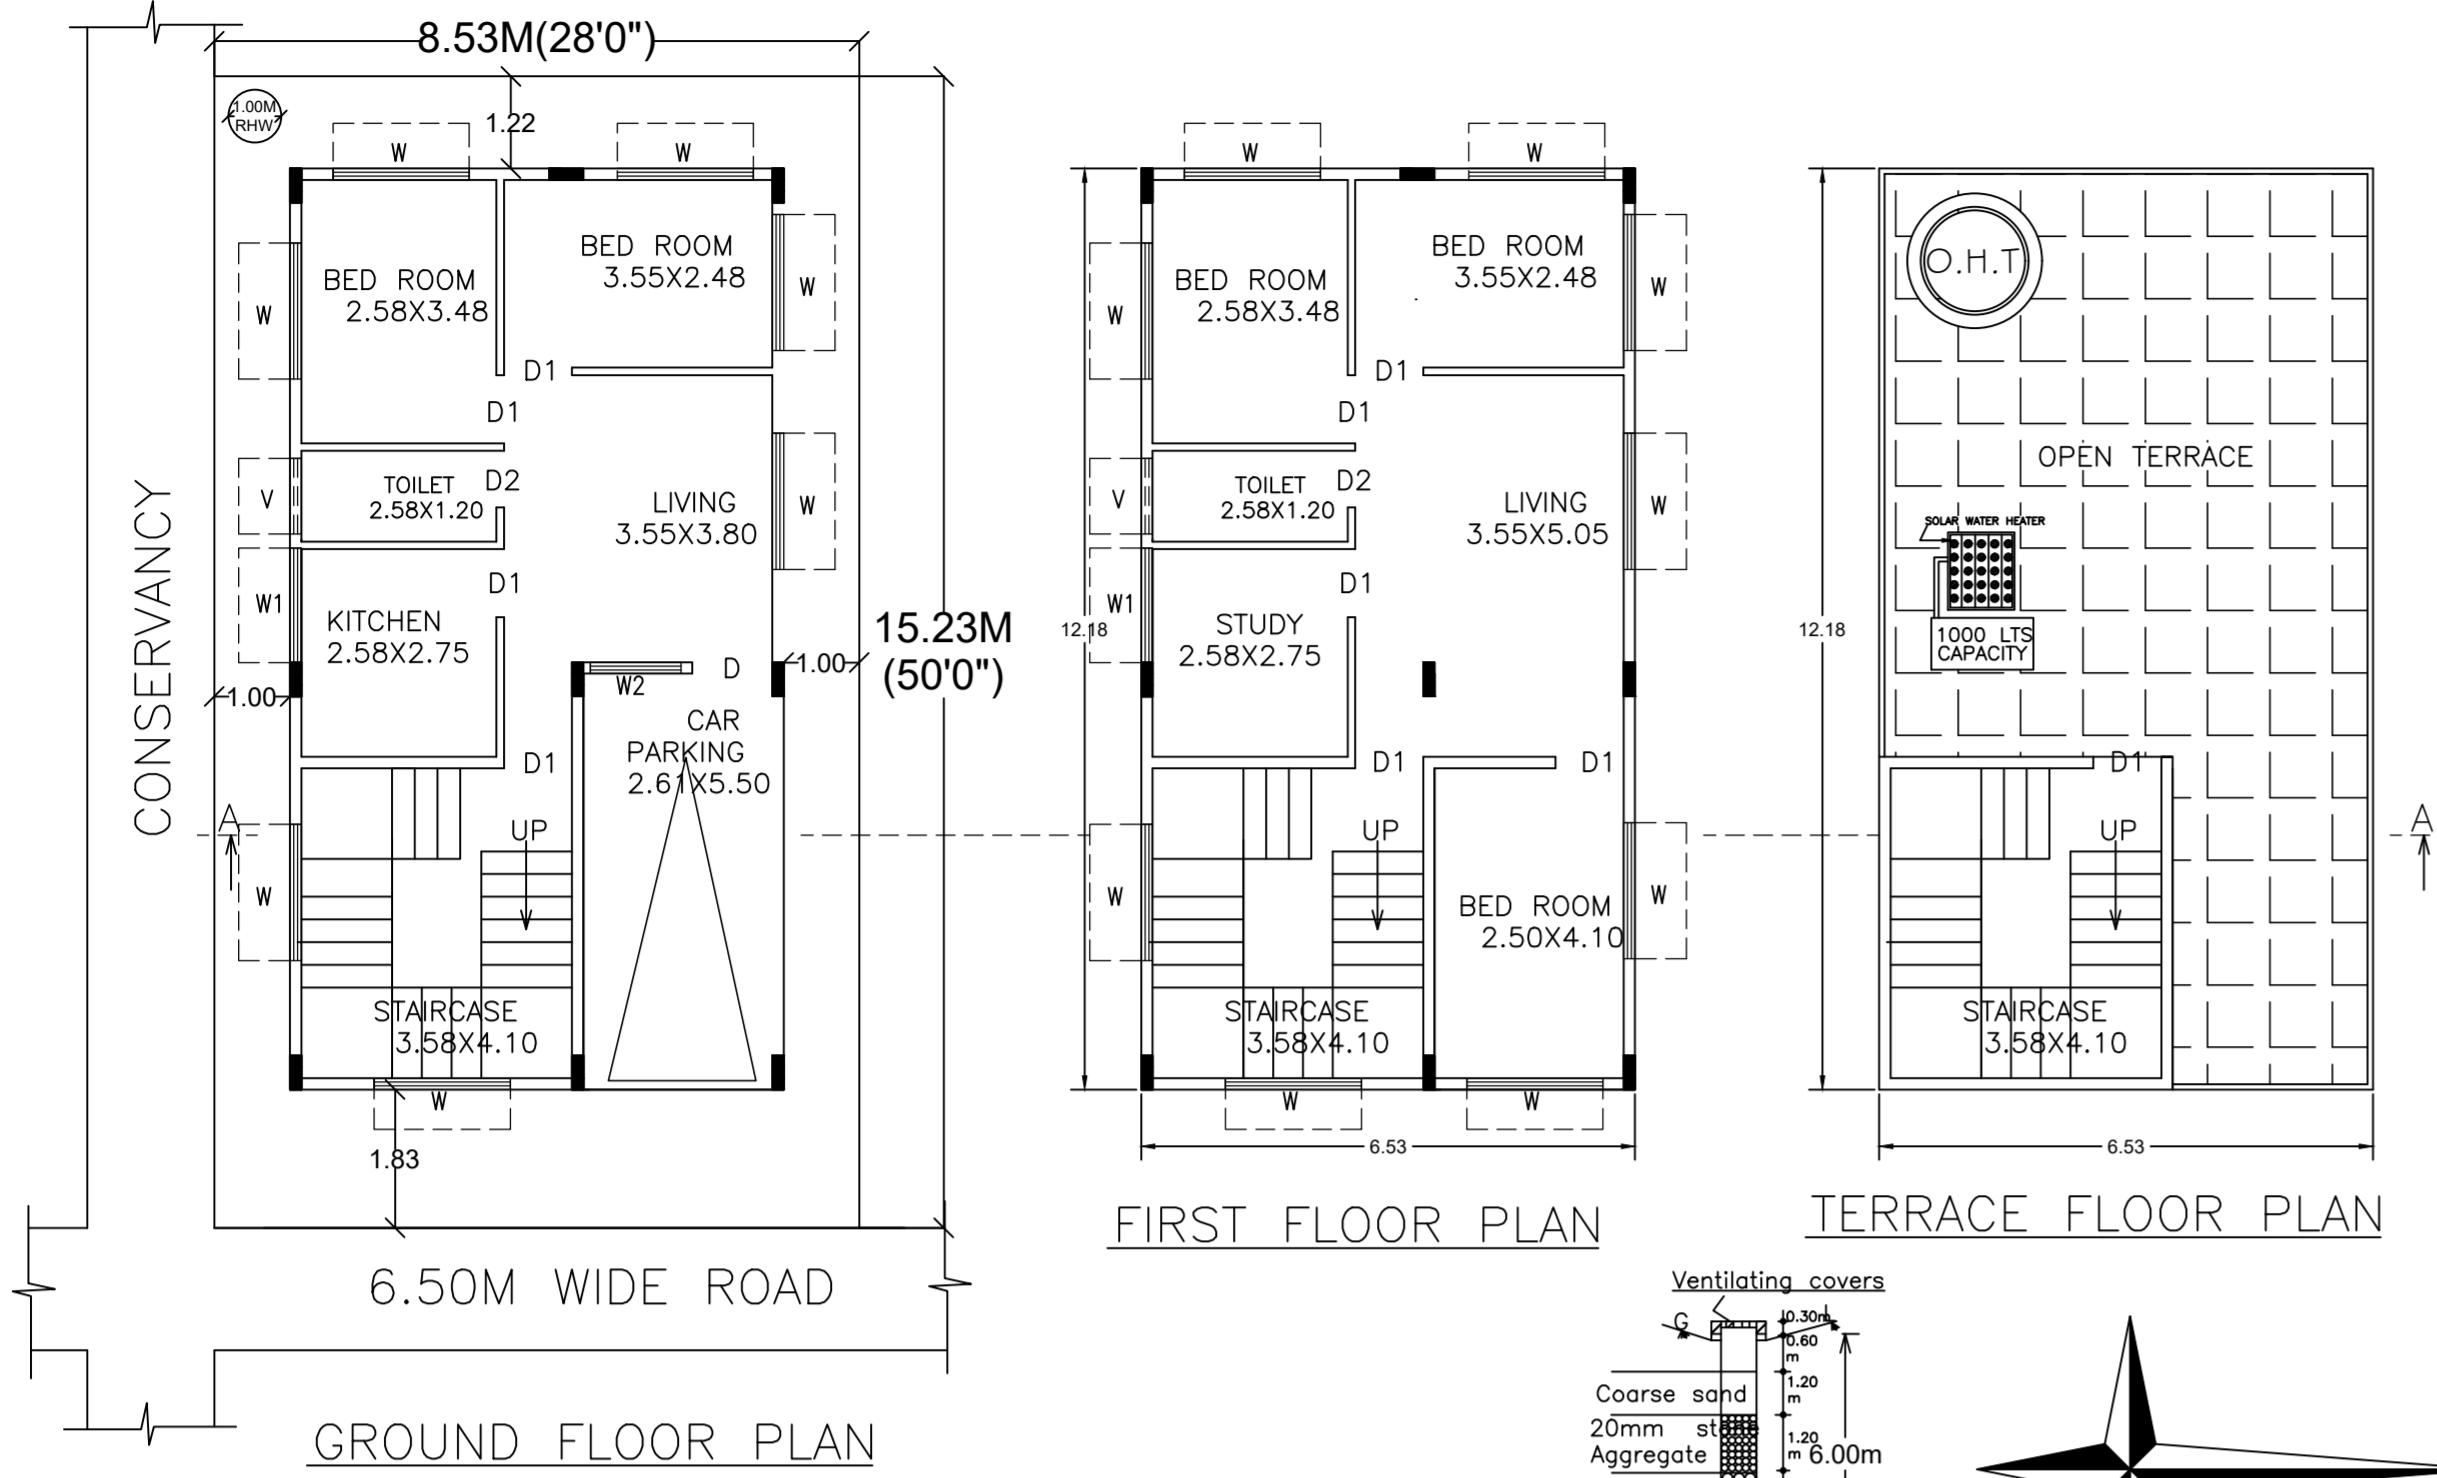 8.53M(28'0")
1.00M
RHW
1.22
W
W
BED ROOM
2.58X3.48
BED ROOM
3.55X2.48
W
W
D1
D1
V
TOILET
2.58X1.20
D2
LIVING
3.55X3.80
W
W1
D1
KITCHEN
2.58X2.75
W2
D
1.00
1.00
15.23M
(50'0")
CONSERVANCY
CAR
PARKING
2.61X5.50
D1
A
UP
W
STAIRCASE
3.58X4.10
W
1.83
6.50M WIDE ROAD
GROUND FLOOR PLAN
W
W
BED ROOM
2.58X3.48
BED ROOM
3.55X2.48
W
W
D1
D1
V
TOILET
2.58X1.20
D2
LIVING
3.55X5.05
W
W1
D1
STUDY
2.58X2.75
12.18
D1
D1
UP
W
BED ROOM
2.50X4.10
W
STAIRCASE
3.58X4.10
W
W
6.53
FIRST FLOOR PLAN
O.H.T
OPEN TERRACE
SOLAR WATER HEATER
1000 LTS
CAPACITY
12.18
D1
UP
A
STAIRCASE
3.58X4.10
6.53
TERRACE FLOOR PLAN
Ventilating covers
G
L
0.30m
0.60
m
1.20
m
Coarse sand
20mm stone
Aggregate
1.20
m
6.00m